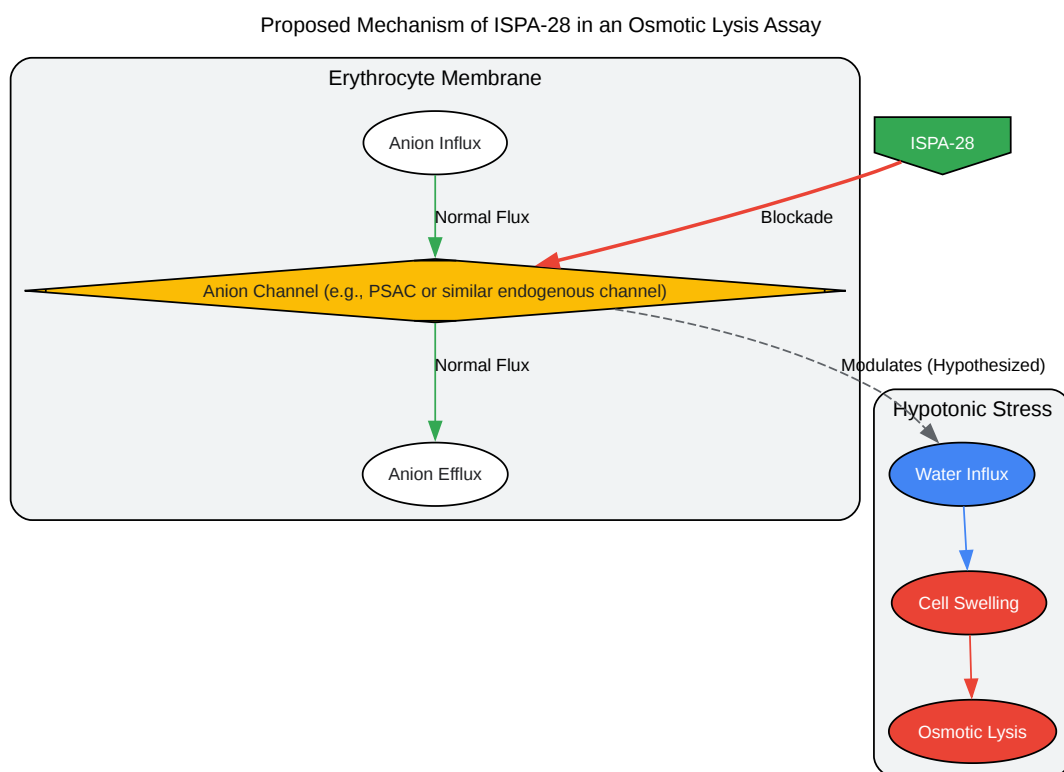 Proposed Mechanism of ISPA-28 in an Osmotic Lysis Assay
Erythrocyte Membrane
Anion Influx
ISPA-28
Normal Flux
Blockade
Anion Channel (e.g., PSAC or similar endogenous channel)
Normal Flux
Modulates (Hypothesized)
Hypotonic Stress
Anion Efflux
Water Influx
Cell Swelling
Osmotic Lysis